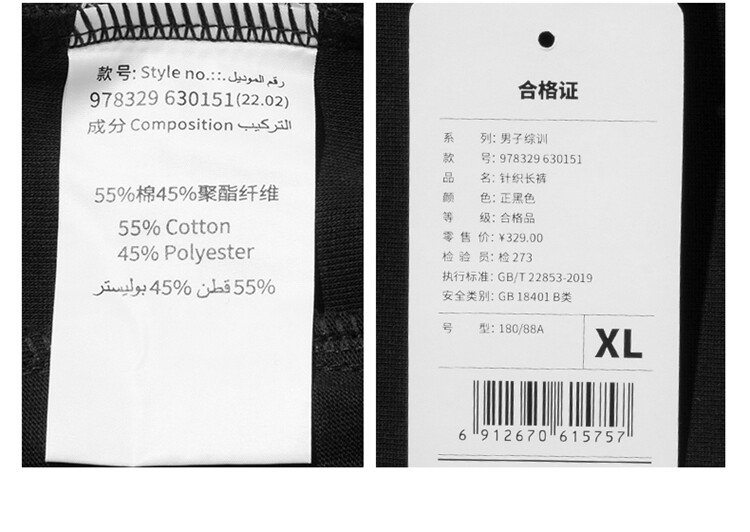 款号: Style no.::. رقم الموديل
978329 630151(22.02)
成分 Composition التركيب
55%棉45%聚酯纤维
55% Cotton
45% Polyester
55% قطن 45% بوليستر
合格证
系 列: 男子综训
款 号: 978329 630151
品 名: 针织长裤
颜 色: 正黑色
等 级: 合格品
零 售 价: ¥329.00
检 验 员: 检 273
执行标准: GB/T 22853-2019
安全类别: GB 18401 B类
号 型: 180/88A
XL
6 912670 615757